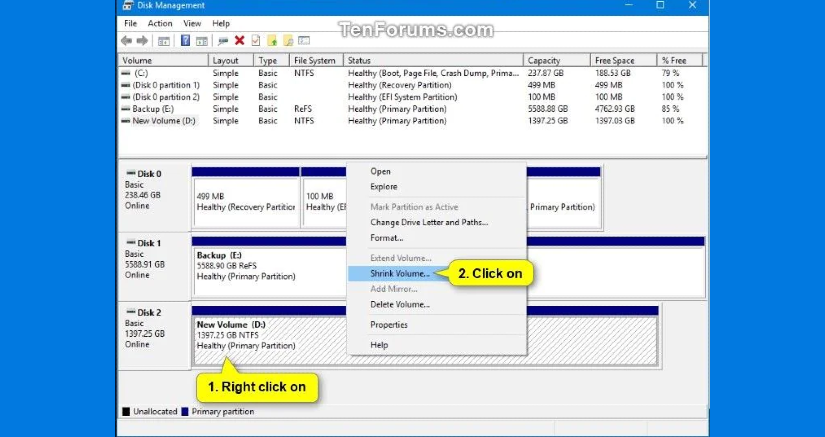 Disk Management
TenForums.com
File Action View Help
Volume Layout Type File System Status Capacity Free Space % Free
(C:) Simple Basic NTFS Healthy (Boot, Page File, Crash Dump, Prima... 237.87 GB 188.53 GB 79 %
(Disk 0 partition 1) Simple Basic Healthy (Recovery Partition) 499 MB 499 MB 100 %
(Disk 0 partition 2) Simple Basic Healthy (EFI System Partition) 100 MB 100 MB 100 %
Backup (E:) Simple Basic ReFS Healthy (Primary Partition) 5588.88 GB 4762.93 GB 85 %
New Volume (D:) Simple Basic NTFS Healthy (Primary Partition) 1397.25 GB 1397.03 GB 100 %
Disk 0
Basic
238.46 GB
Online
499 MB
Healthy (Recovery Partition
100 MB
Healthy (EF
Primary Partition)
Disk 1
Basic
5588.91 GB
Online
Backup (E:)
5588.90 GB ReFS
Healthy (Primary Partition)
Disk 2
Basic
1397.25 GB
Online
New Volume (D:)
1397.25 GB NTFS
Healthy (Primary Partition)
Open
Explore
Mark Partition as Active
Change Drive Letter and Paths...
Format...
Extend Volume...
Shrink Volume...
Add Mirror...
Delete Volume...
Properties
Help
2. Click on
1. Right click on
Unallocated Primary partition